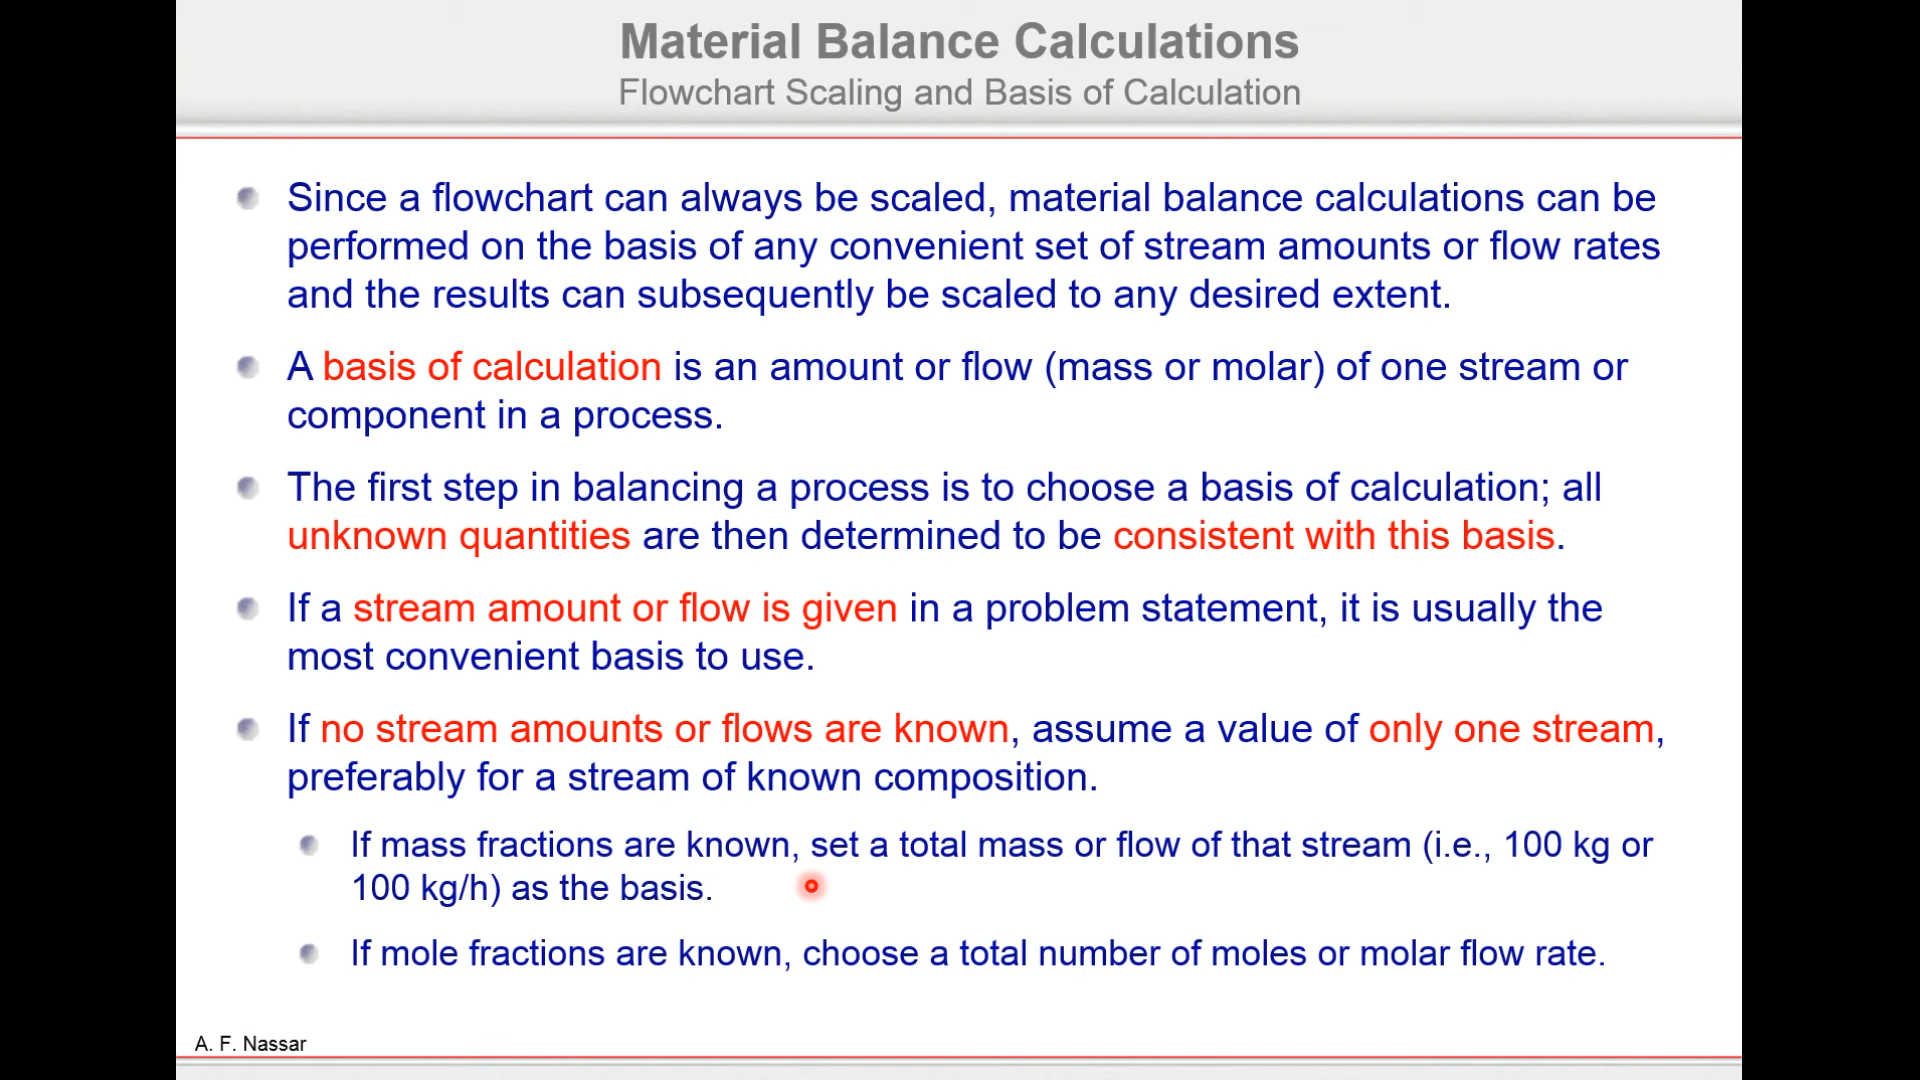 Material Balance Calculations
Flowchart Scaling and Basis of Calculation
Since a flowchart can always be scaled, material balance calculations can be
performed on the basis of any convenient set of stream amounts or flow rates
and the results can subsequently be scaled to any desired extent.
A basis of calculation is an amount or flow (mass or molar) of one stream or
component in a process.
The first step in balancing a process is to choose a basis of calculation; all
unknown quantities are then determined to be consistent with this basis.
If a stream amount or flow is given in a problem statement, it is usually the
most convenient basis to use.
If no stream amounts or flows are known, assume a value of only one stream,
preferably for a stream of known composition.
If mass fractions are known, set a total mass or flow of that stream (i.e., 100 kg or
100 kg/h) as the basis.
If mole fractions are known, choose a total number of moles or molar flow rate.
A. F. Nassar